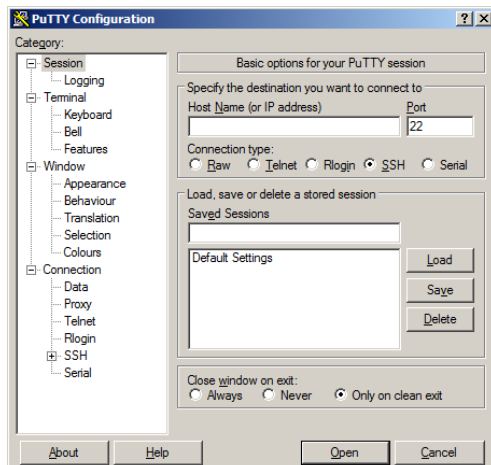 PuTTY Configuration
Category:
Session
Logging
Terminal
Keyboard
Bell
Features
Window
Appearance
Behaviour
Translation
Selection
Colours
Connection
Data
Proxy
Telnet
Rlogin
SSH
Serial
Basic options for your PuTTY session
Specify the destination you want to connect to
Host Name (or IP address) Port
22
Connection type:
Raw Telnet Rlogin SSH Serial
Load, save or delete a stored session
Saved Sessions
Default Settings
Load
Save
Delete
Close window on exit:
Always Never Only on clean exit
About Help Open Cancel